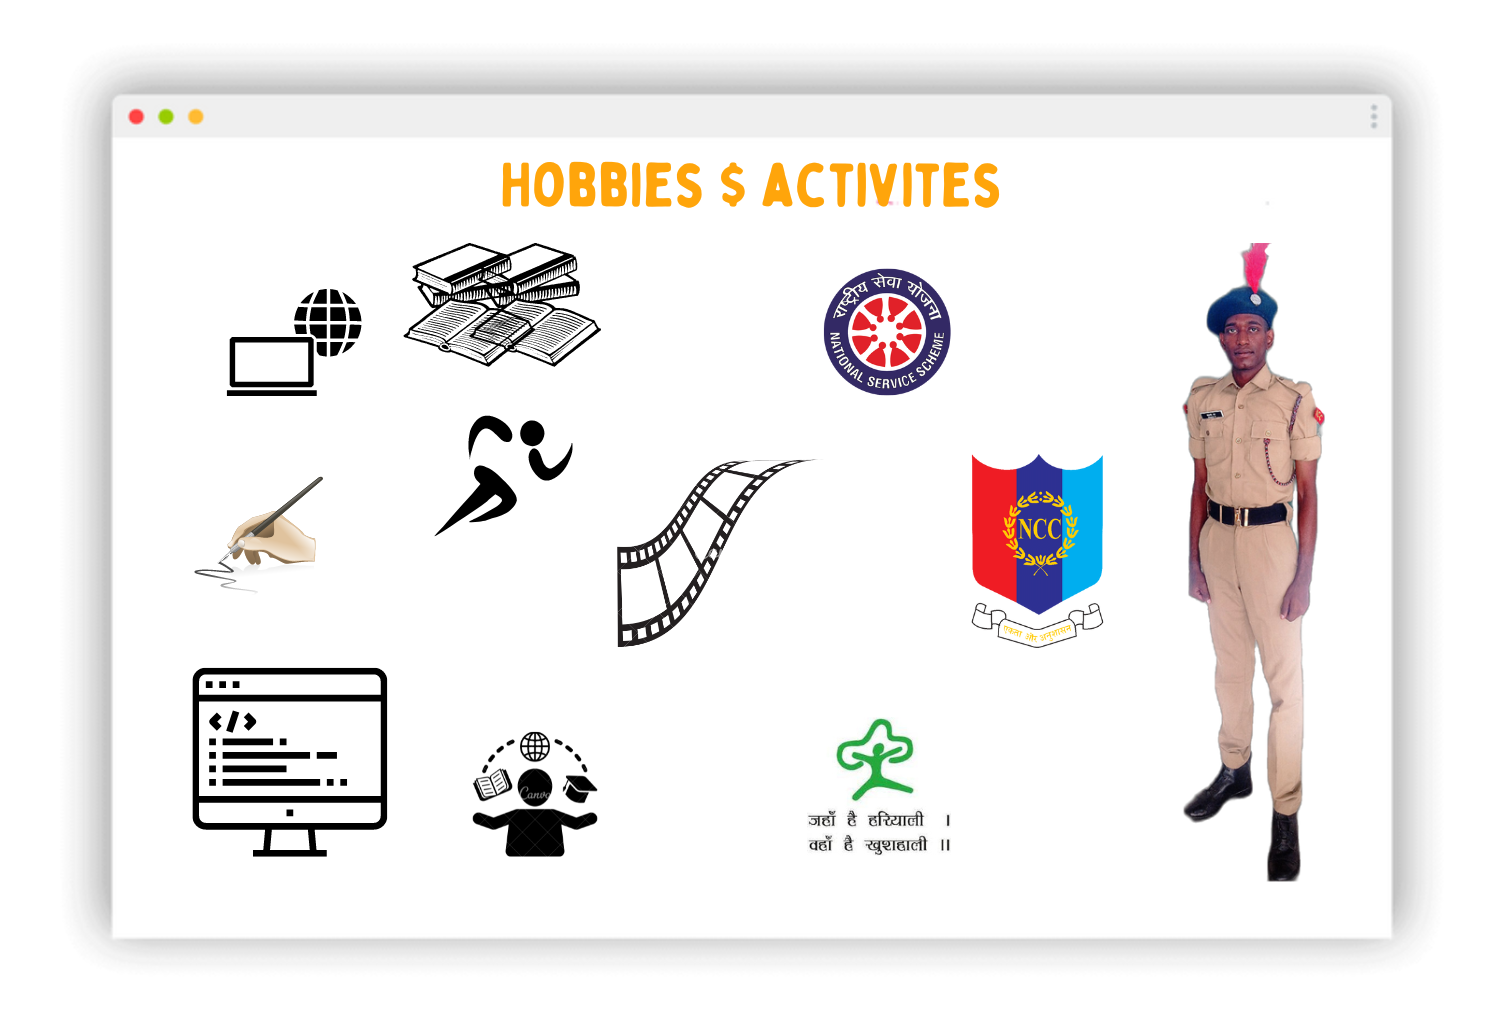 HOBBIES $ ACTIVITES
राष्ट्रीय सेवा योजना
NATIONAL SERVICE SCHEME
NCC
एकता और अनुशासन
</>
Canva
जहाँ है हरियाली ।
वहाँ है खुशहाली ।।